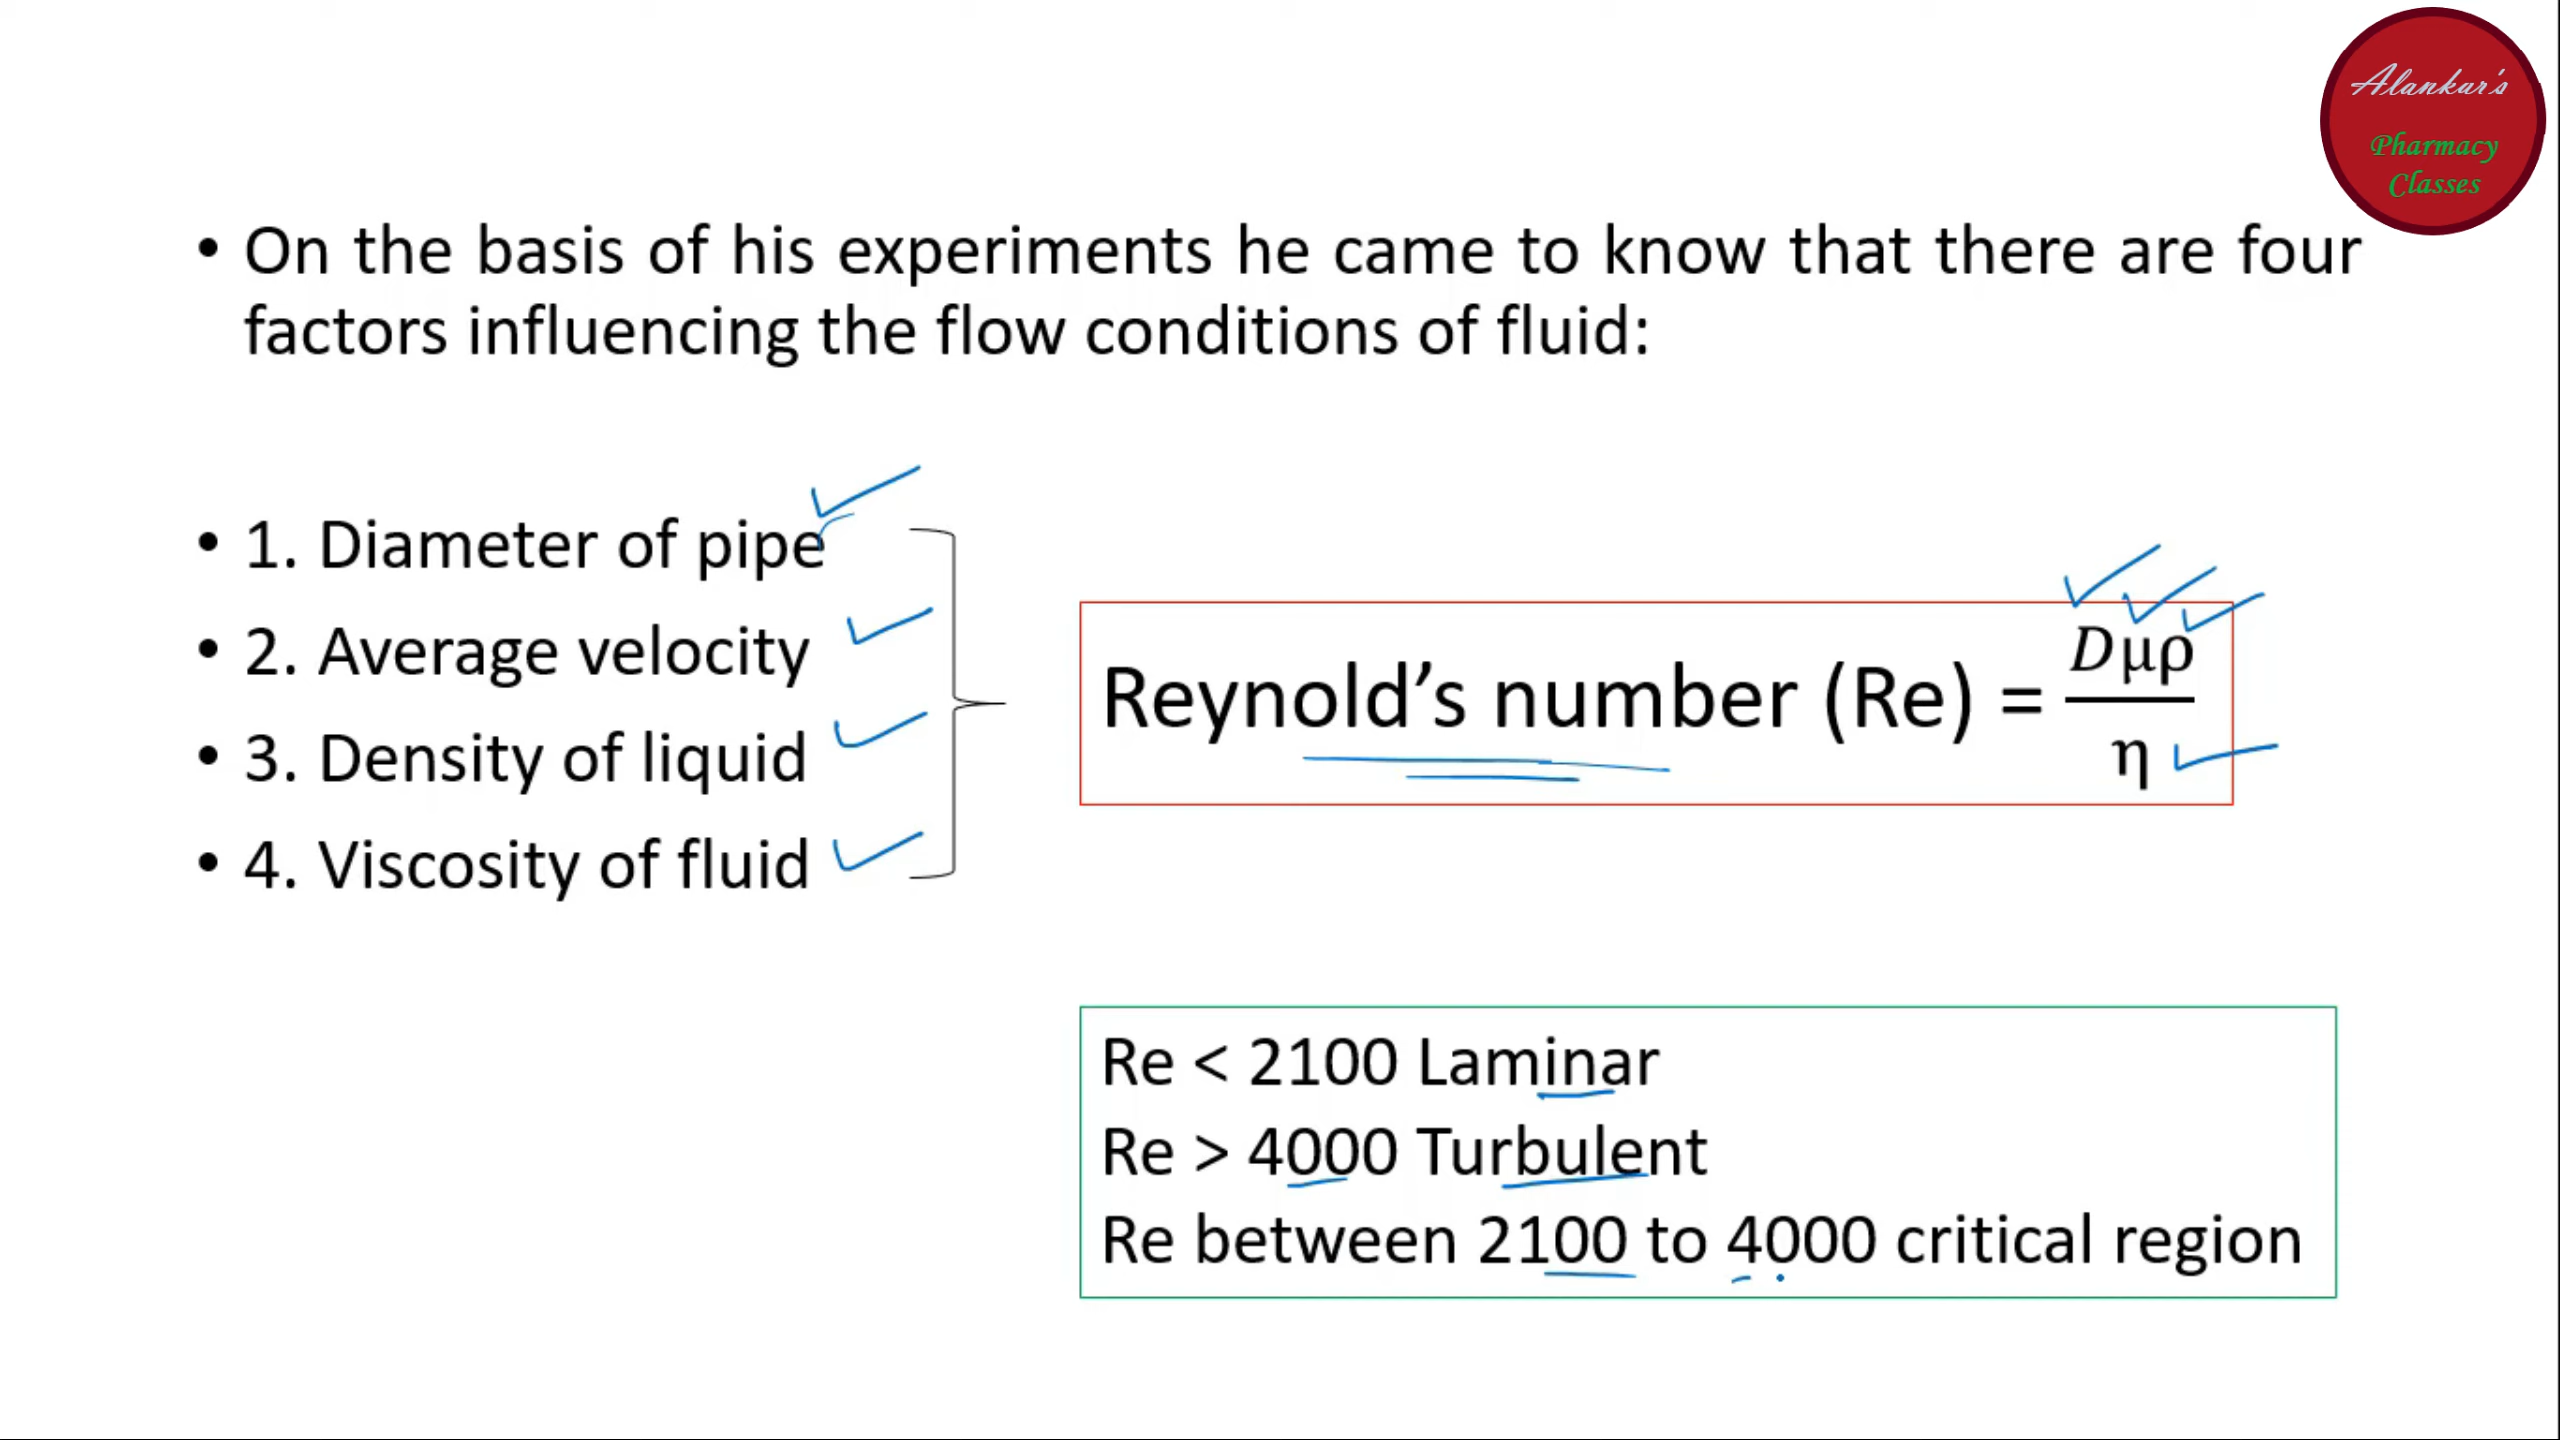 Alankar's
Pharmacy
Classes
• On the basis of his experiments he came to know that there are four
factors influencing the flow conditions of fluid:
• 1. Diameter of pipe
• 2. Average velocity
• 3. Density of liquid
• 4. Viscosity of fluid
Reynold’s number (Re) = Dμρ/η
Re < 2100 Laminar
Re > 4000 Turbulent
Re between 2100 to 4000 critical region